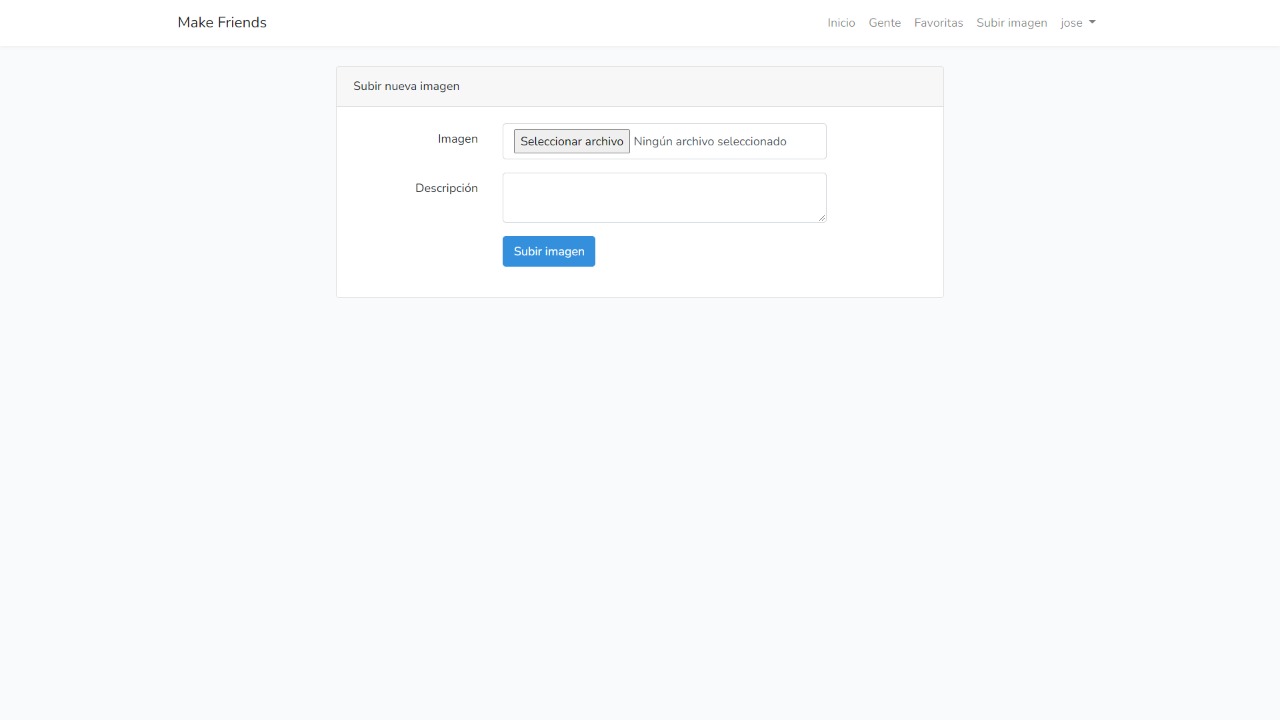 Make Friends
Inicio Gente Favoritas Subir imagen jose
Subir nueva imagen
Imagen Seleccionar archivo Ningún archivo seleccionado
Descripción
Subir imagen